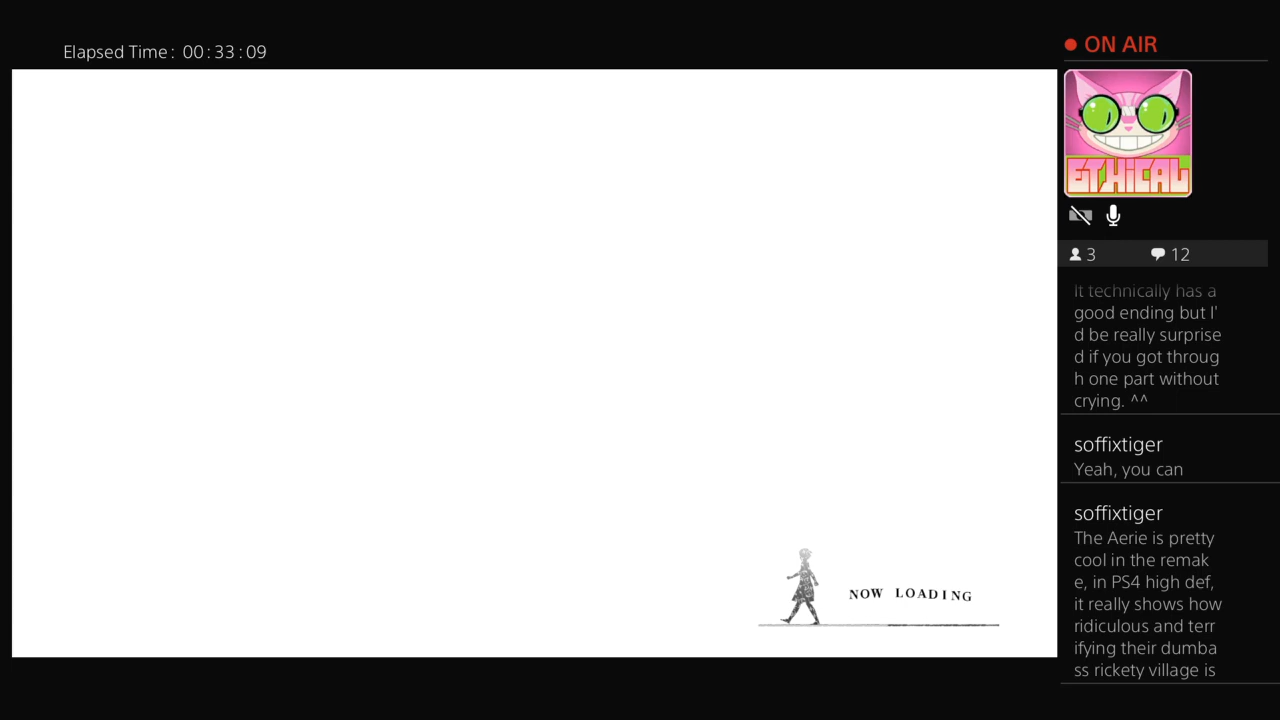 Elapsed Time: 00:33:09
ON AIR
ETHICAL
3 12
It technically has a
good ending but I'
d be really surprise
d if you got throug
h one part without
crying. ^^
soffixtiger
Yeah, you can
soffixtiger
The Aerie is pretty
cool in the remak
e, in PS4 high def,
it really shows how
ridiculous and terr
ifying their dumba
ss rickety village is
NOW LOADING